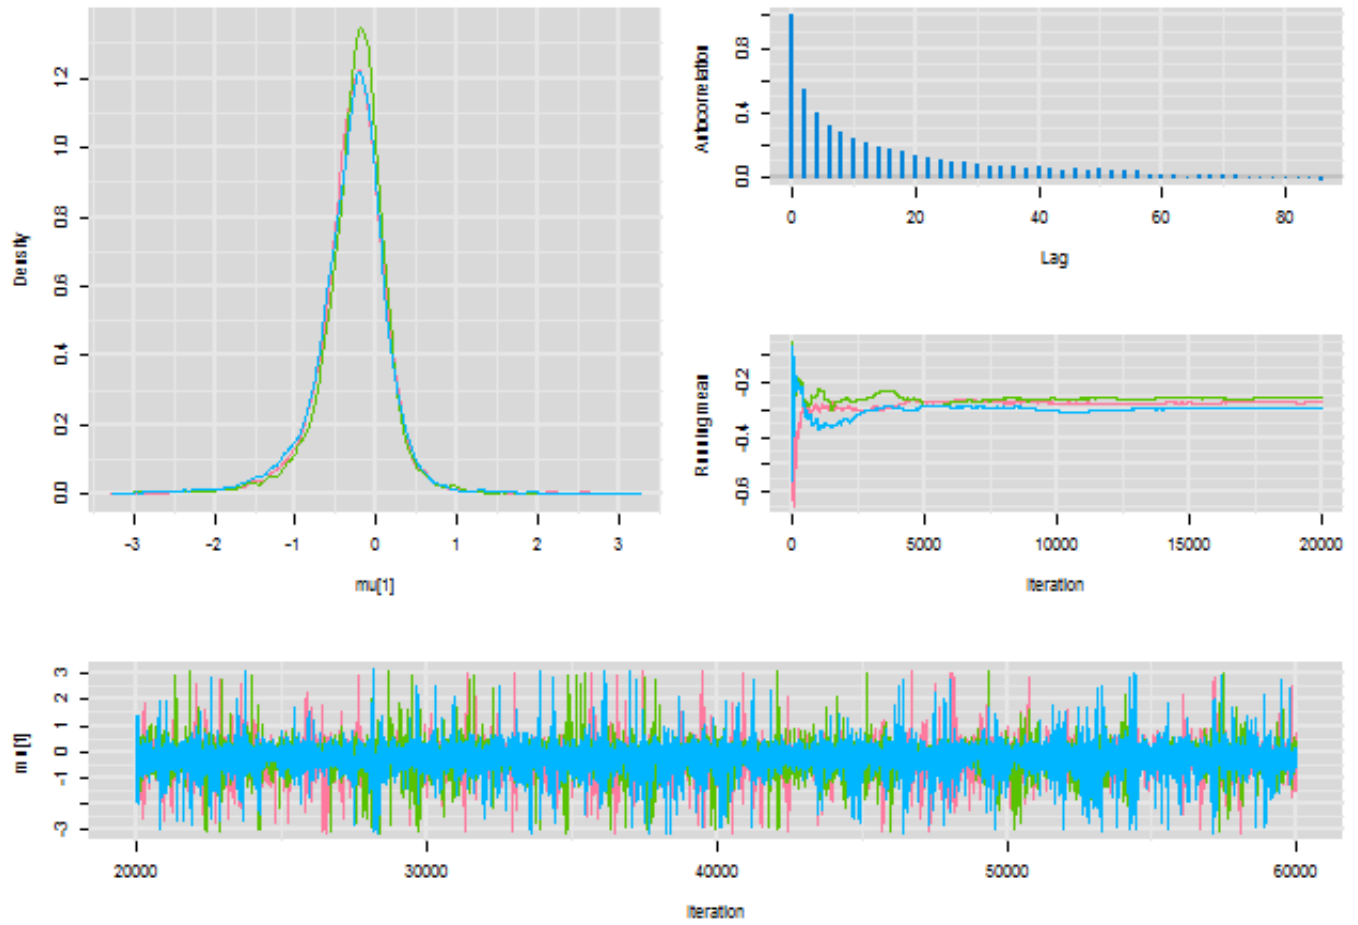 Density
0.0 0.2 0.4 0.6 0.8 1.0 1.2
-3 -2 -1 0 1 2 3
mu[1]
Autocorrelation
0.0 0.4 0.8
0 20 40 60 80
Lag
Running mean
-0.6 -0.4 -0.2
0 5000 10000 15000 20000
Iteration
mu[1]
-3 -1 0 1 2 3
20000 30000 40000 50000 60000
Iteration